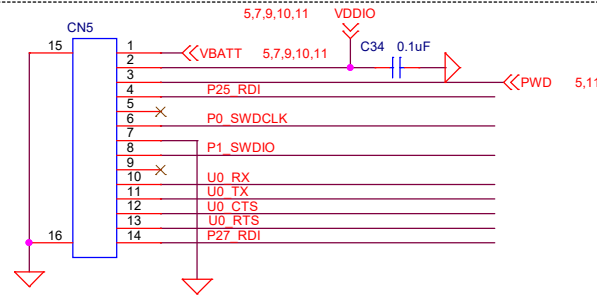 5,7,9,10,11 VDDIO
CN5
15 1 VBATT 5,7,9,10,11 C34 0.1uF
2
3 PWD 5,11
4 P25_RDI
5
6 P0_SWDCLK
7
8 P1_SWDIO
9
10 U0_RX
11 U0_TX
12 U0_CTS
13 U0_RTS
16 14 P27_RDI